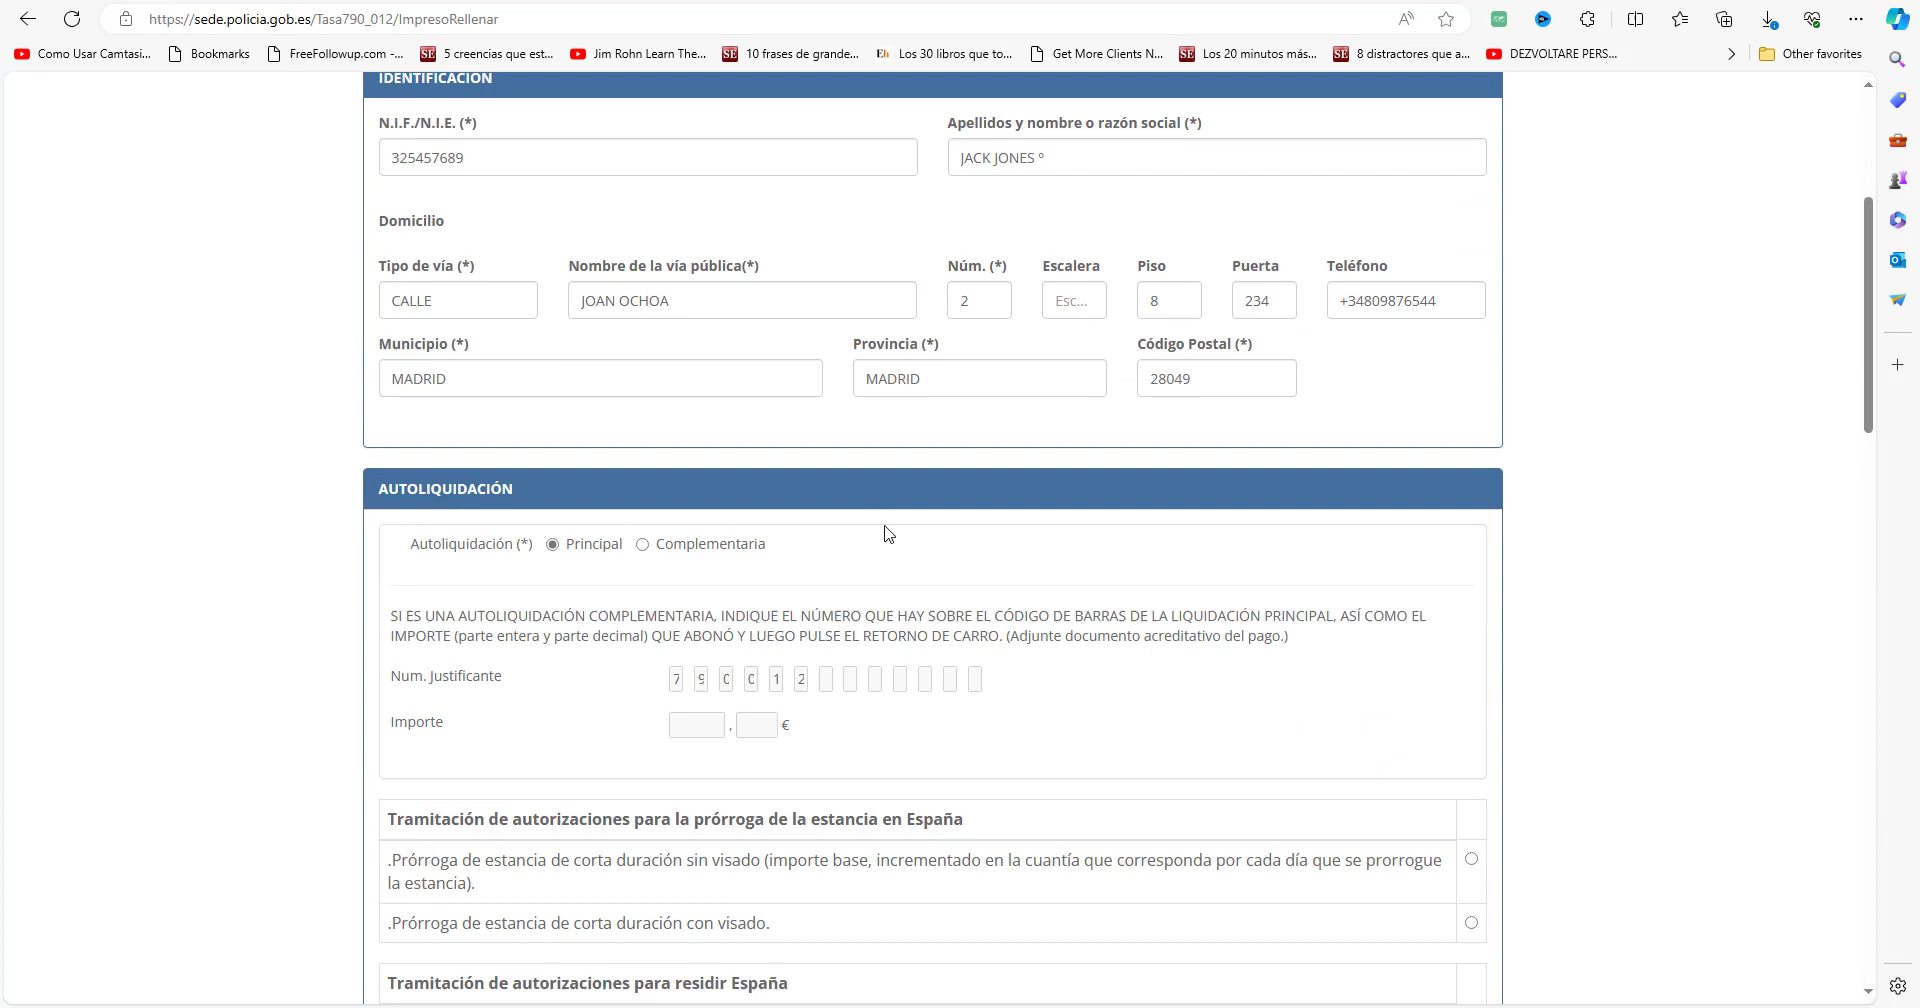 https://sede.policia.gob.es/Tasa790_012/ImpresoRellenar
Como Usar Camtasi... Bookmarks FreeFollowup.com -... 5 creencias que est... Jim Rohn Learn The... 10 frases de grande... Los 30 libros que to... Get More Clients N... Los 20 minutos más... 8 distractores que a... DEZVOLTARE PERS... Other favorites
IDENTIFICACIÓN
N.I.F./N.I.E. (*) Apellidos y nombre o razón social (*)
325457689 JACK JONES º
Domicilio
Tipo de vía (*) Nombre de la vía pública(*) Núm. (*) Escalera Piso Puerta Teléfono
CALLE JOAN OCHOA 2 Esc... 8 234 +34809876544
Municipio (*) Provincia (*) Código Postal (*)
MADRID MADRID 28049
AUTOLIQUIDACIÓN
Autoliquidación (*) Principal Complementaria
SI ES UNA AUTOLIQUIDACIÓN COMPLEMENTARIA, INDIQUE EL NÚMERO QUE HAY SOBRE EL CÓDIGO DE BARRAS DE LA LIQUIDACIÓN PRINCIPAL, ASÍ COMO EL
IMPORTE (parte entera y parte decimal) QUE ABONÓ Y LUEGO PULSE EL RETORNO DE CARRO. (Adjunte documento acreditativo del pago.)
Num. Justificante 7 9 0 0 1 2
Importe , €
Tramitación de autorizaciones para la prórroga de la estancia en España
.Prórroga de estancia de corta duración sin visado (importe base, incrementado en la cuantía que corresponda por cada día que se prorrogue
la estancia).
.Prórroga de estancia de corta duración con visado.
Tramitación de autorizaciones para residir España